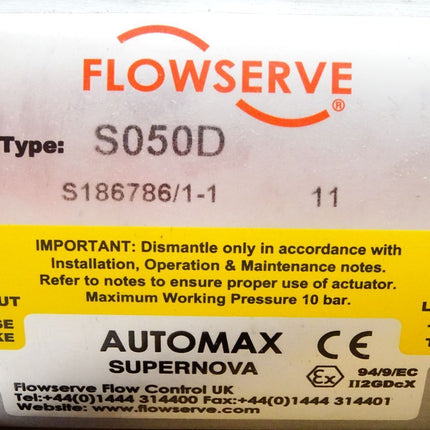 FLOWSERVE
®
Type: S050D
S186786/1-1 11
IMPORTANT: Dismantle only in accordance with
Installation, Operation & Maintenance notes.
Refer to notes to ensure proper use of actuator.
Maximum Working Pressure 10 bar.
AUTOMAX CE
SUPERNOVA
Ex 94/9/EC
II2GDcX
Flowserve Flow Control UK
Tel:+44(0)1444 314400 Fax:+44(0)1444 314401
Website: www.flowserve.com